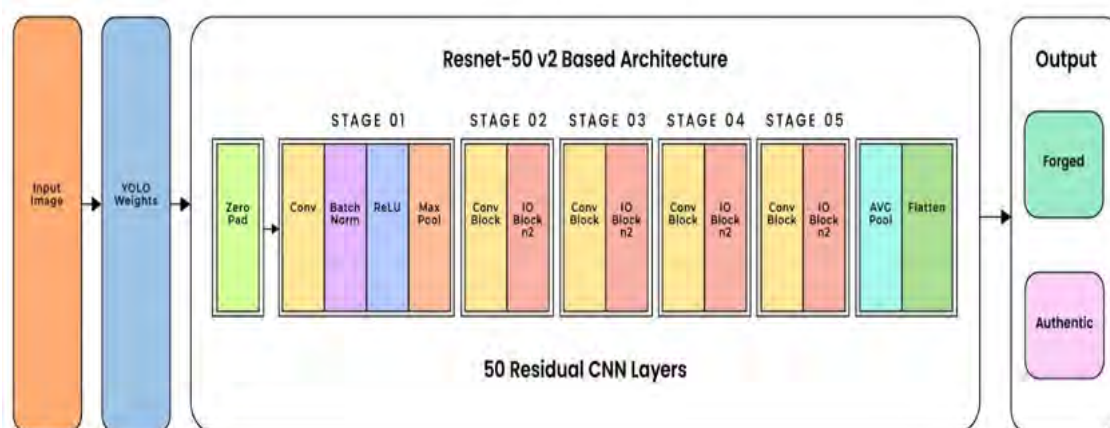 Resnet-50 v2 Based Architecture
Output
STAGE 01
STAGE 02
STAGE 03
STAGE 04
STAGE 05
Input
Image
YOLO
Weights
Zero
Pad
Conv
Batch
Norm
ReLU
Max
Pool
Conv
Block
IO
Block
n2
Conv
Block
IO
Block
n2
Conv
Block
IO
Block
n2
Conv
Block
IO
Block
n2
AVG
Pool
Flatten
Forged
Authentic
50 Residual CNN Layers